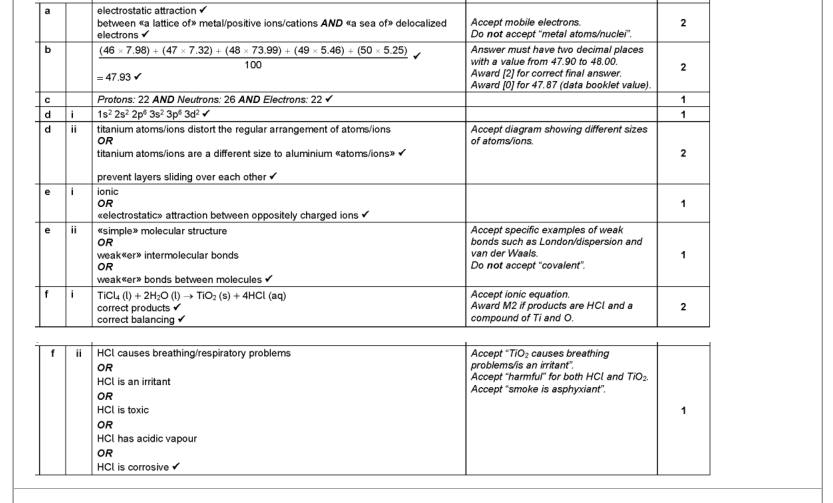 a electrostatic attraction ✓
between «a lattice of» metal/positive ions/cations AND «a sea of» delocalized
electrons ✓
Accept mobile electrons.
Do not accept “metal atoms/nuclei”.
2
b (46 × 7.98) + (47 × 7.32) + (48 × 73.99) + (49 × 5.46) + (50 × 5.25) ✓
100
= 47.93 ✓
Answer must have two decimal places
with a value from 47.90 to 48.00.
Award [2] for correct final answer.
Award [0] for 47.87 (data booklet value).
2
c Protons: 22 AND Neutrons: 26 AND Electrons: 22 ✓ 1
d i 1s² 2s² 2p⁶ 3s² 3p⁶ 3d² ✓ 1
d ii titanium atoms/ions distort the regular arrangement of atoms/ions
OR
titanium atoms/ions are a different size to aluminium «atoms/ions» ✓
prevent layers sliding over each other ✓
Accept diagram showing different sizes
of atoms/ions.
2
e i ionic
OR
«electrostatic» attraction between oppositely charged ions ✓
1
e ii «simple» molecular structure
OR
weak«er» intermolecular bonds
OR
weak«er» bonds between molecules ✓
Accept specific examples of weak
bonds such as London/dispersion and
van der Waals.
Do not accept “covalent”.
1
f i TiCl₄ (l) + 2H₂O (l) → TiO₂ (s) + 4HCl (aq)
correct products ✓
correct balancing ✓
Accept ionic equation.
Award M2 if products are HCl and a
compound of Ti and O.
2
f ii HCl causes breathing/respiratory problems
OR
HCl is an irritant
OR
HCl is toxic
OR
HCl has acidic vapour
OR
HCl is corrosive ✓
Accept “TiO₂ causes breathing
problems/is an irritant”.
Accept “harmful” for both HCl and TiO₂.
Accept “smoke is asphyxiant”.
1